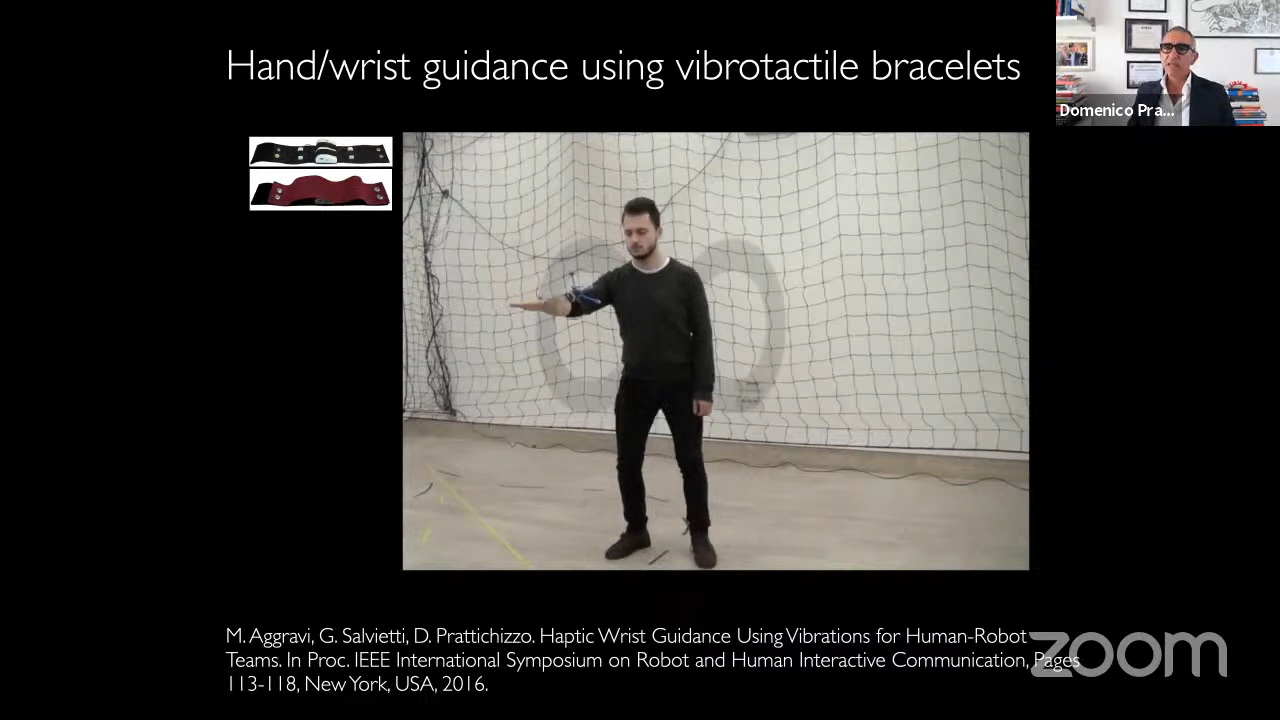 Hand/wrist guidance using vibrotactile bracelets
Domenico Pra...
M. Aggravi, G. Salvietti, D. Prattichizzo. Haptic Wrist Guidance Using Vibrations for Human-Robot
Teams. In Proc. IEEE International Symposium on Robot and Human Interactive Communication, Pages
113-118, New York, USA, 2016.
zoom